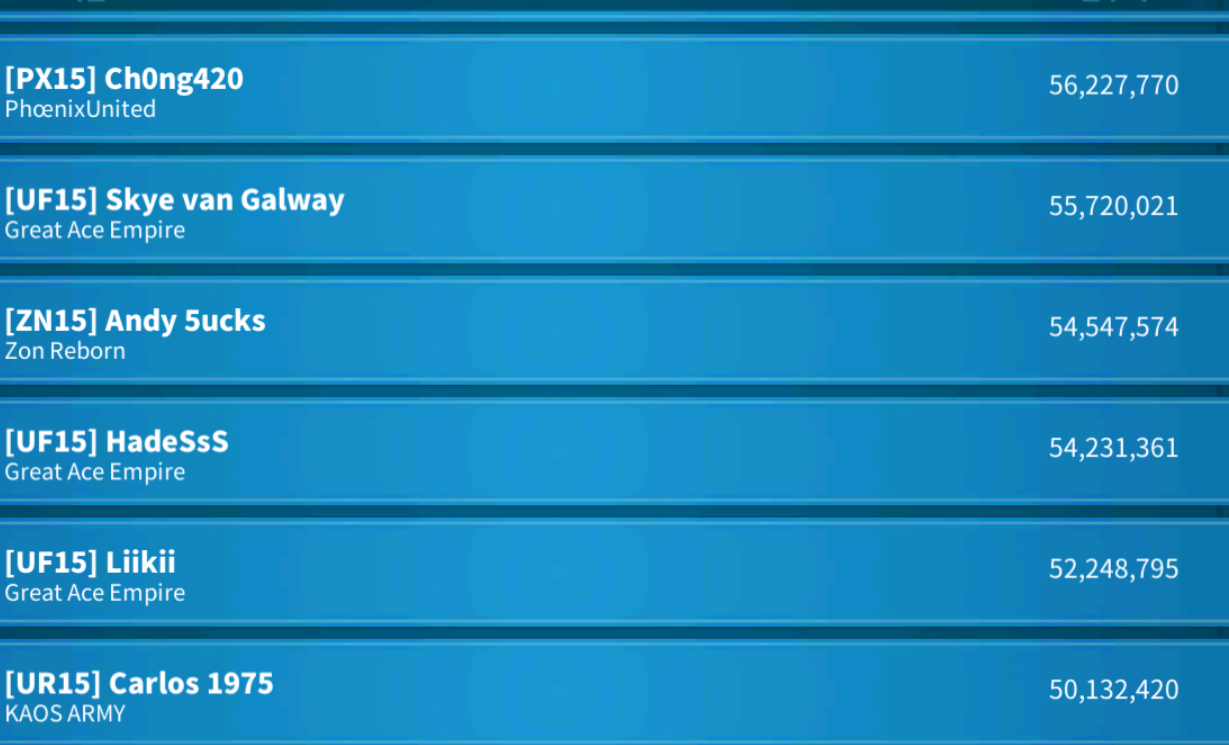 [PX15] Ch0ng420
56,227,770
PhœnixUnited
[UF15] Skye van Galway
55,720,021
Great Ace Empire
[ZN15] Andy 5ucks
54,547,574
Zon Reborn
[UF15] HadeSsS
54,231,361
Great Ace Empire
[UF15] Liikii
52,248,795
Great Ace Empire
[UR15] Carlos 1975
50,132,420
KAOS ARMY